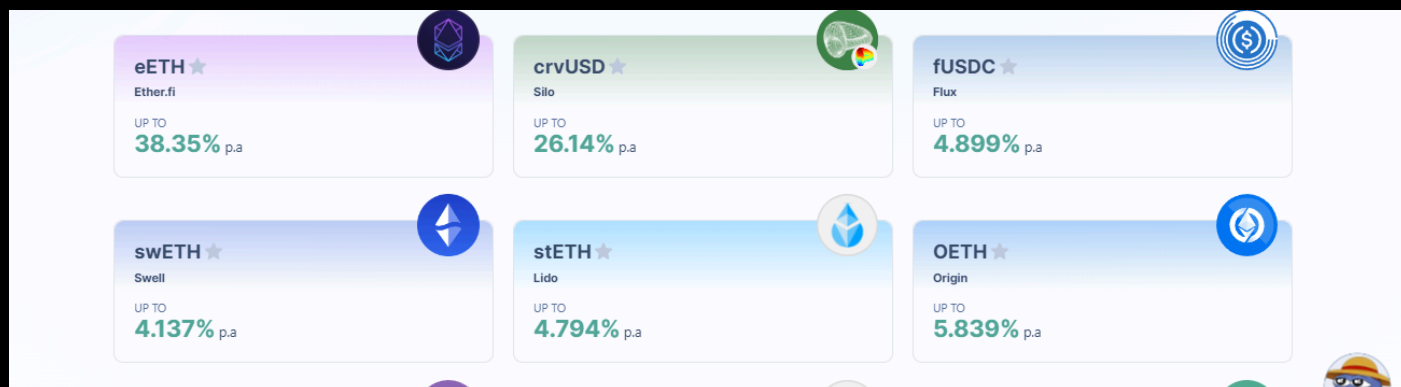 eETH
Ether.fi
UP TO
38.35% p.a
crvUSD
Silo
UP TO
26.14% p.a
fUSDC
Flux
UP TO
4.899% p.a
swETH
Swell
UP TO
4.137% p.a
stETH
Lido
UP TO
4.794% p.a
OETH
Origin
UP TO
5.839% p.a